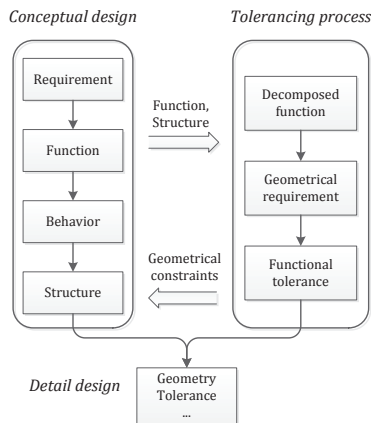 Conceptual design
Tolerancing process
Requirement
Function
Behavior
Structure
Function,
Structure
Geometrical
constraints
Decomposed
function
Geometrical
requirement
Functional
tolerance
Detail design
Geometry
Tolerance
...